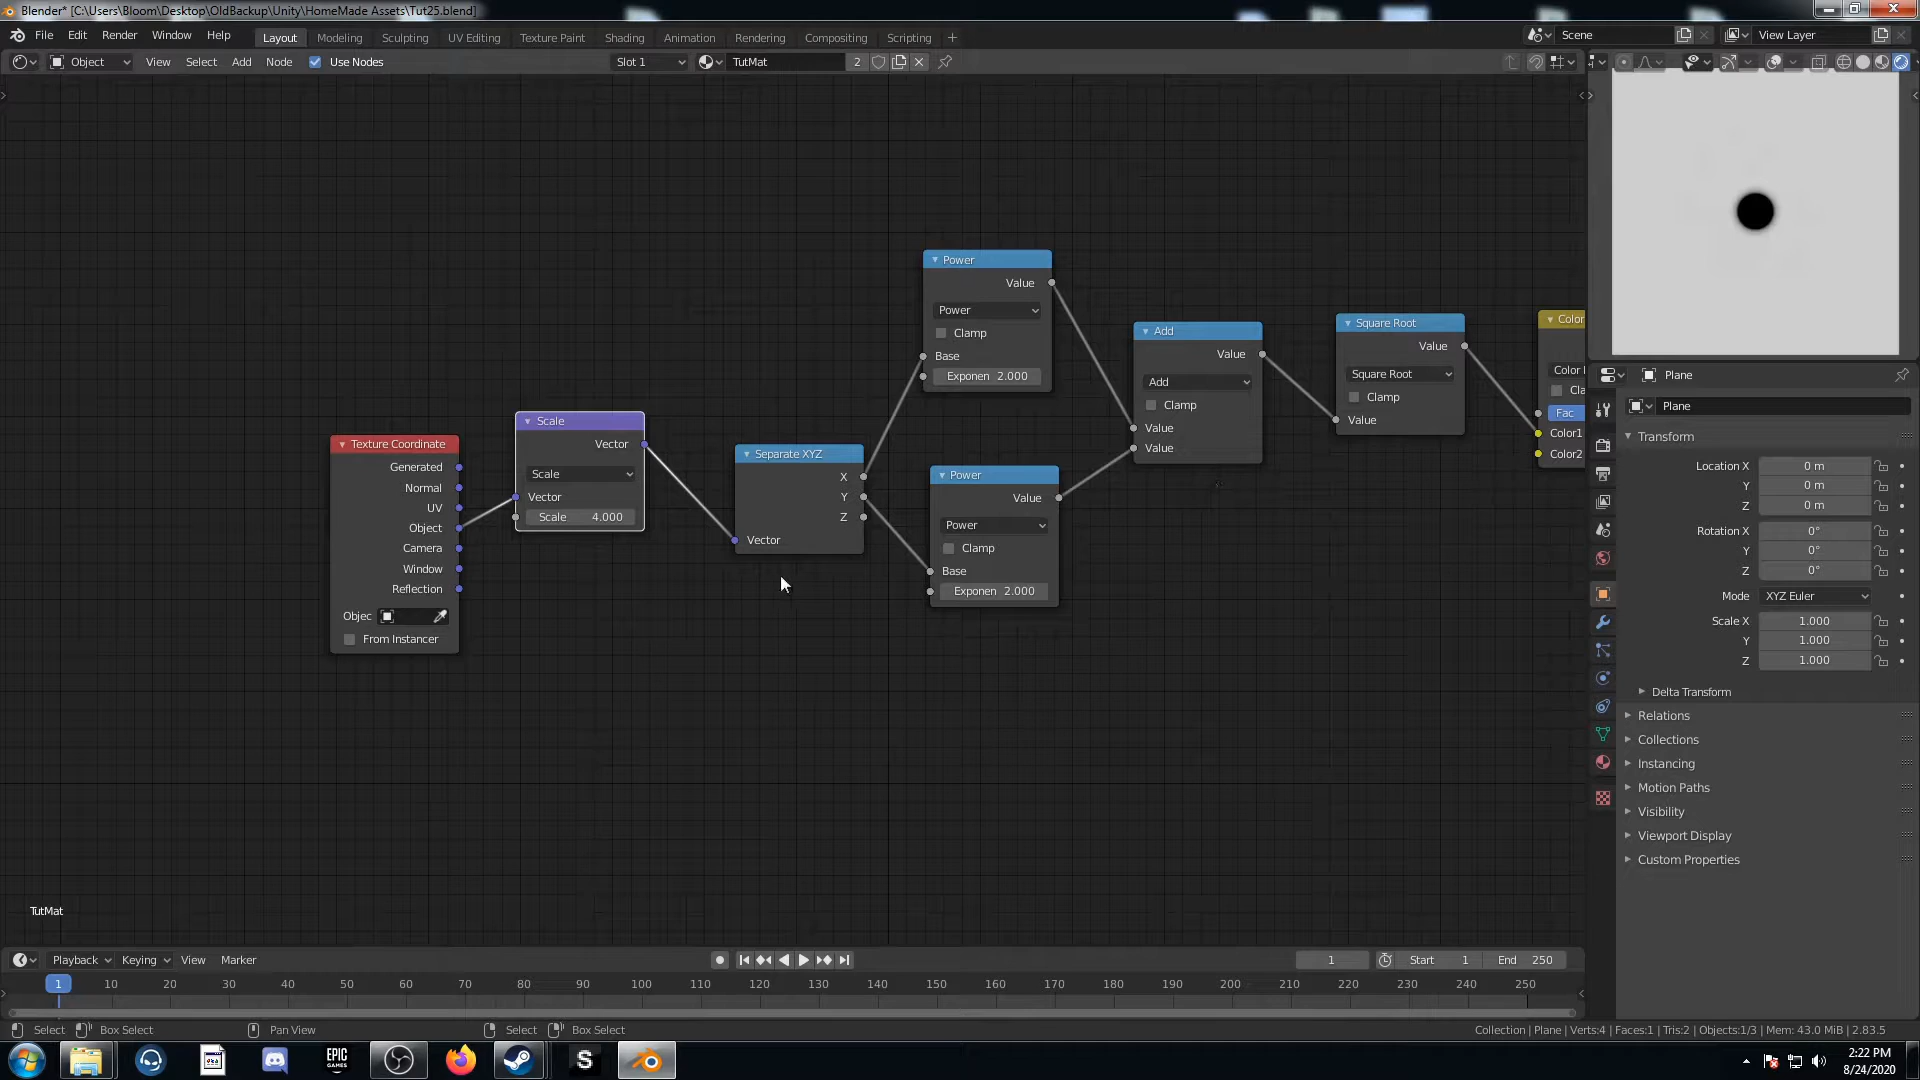 Blender* [C:\Users\Bloom\Desktop\OldBackup\Unity\HomeMade Assets\Tut25.blend]
File Edit Render Window Help Layout Modeling Sculpting UV Editing Texture Paint Shading Animation Rendering Compositing Scripting + Scene View Layer
Object View Select Add Node Use Nodes Slot 1 TutMat 2
Power
Value
Power
Clamp
Base
Exponen 2.000
Add
Value
Add
Clamp
Value
Value
Square Root
Value
Square Root
Clamp
Value
Color
Color
Cla
Fac
Color1
Color2
Scale
Vector
Scale
Vector
Scale 4.000
Texture Coordinate
Generated
Normal
UV
Object
Camera
Window
Reflection
Objec
From Instancer
Separate XYZ
X
Y
Z
Vector
Power
Value
Power
Clamp
Base
Exponen 2.000
TutMat
Plane
Plane
Transform
Location X 0 m
Y 0 m
Z 0 m
Rotation X 0°
Y 0°
Z 0°
Mode XYZ Euler
Scale X 1.000
Y 1.000
Z 1.000
Delta Transform
Relations
Collections
Instancing
Motion Paths
Visibility
Viewport Display
Custom Properties
Playback Keying View Marker 1 Start 1 End 250
1 10 20 30 40 50 60 70 80 90 100 110 120 130 140 150 160 170 180 190 200 210 220 230 240 250
Select Box Select Pan View Select Box Select Collection | Plane | Verts:4 | Faces:1 | Tris:2 | Objects:1/3 | Mem: 43.0 MiB | 2.83.5
EPIC GAMES
S
2:22 PM
8/24/2020